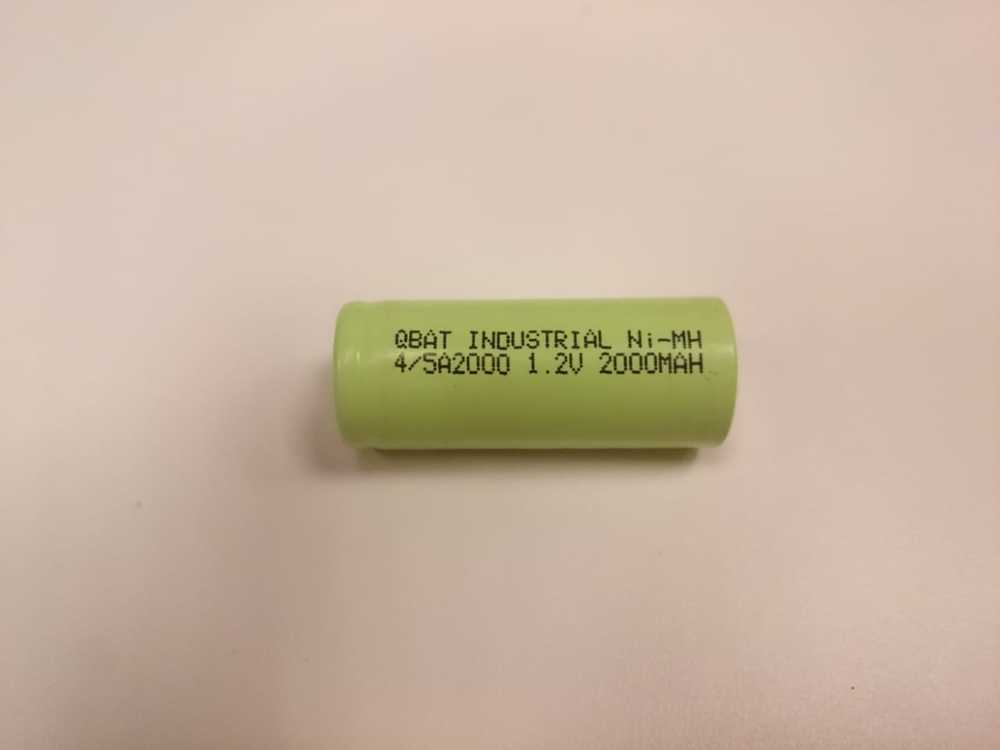 QBAT INDUSTRIAL Ni-MH
4/5A2000 1.2V 2000MAH